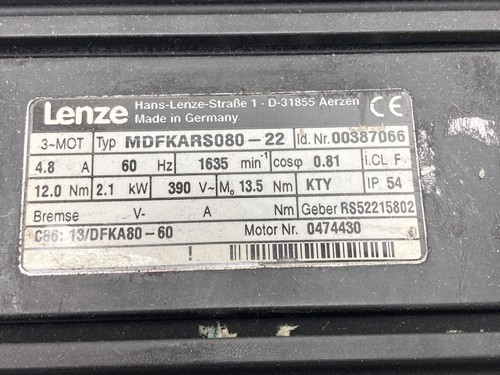 Lenze Hans-Lenze-Straße 1 · D-31855 Aerzen
Made in Germany CE
3~MOT Typ MDFKARS080-22 Id. Nr. 00387066
4.8 A 60 Hz 1635 min⁻¹ cosφ 0.81 I.CL F
12.0 Nm 2.1 kW 390 V~ M₀ 13.5 Nm KTY IP 54
Bremse V- A Nm Geber RS52215802
C86: 13/DFKA80-60 Motor Nr. 0474430